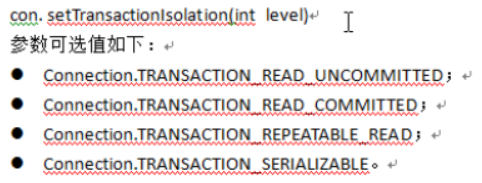 con. setTransactionIsolation(int level)
参数可选值如下：
● Connection.TRANSACTION_READ_UNCOMMITTED；
● Connection.TRANSACTION_READ_COMMITTED；
● Connection.TRANSACTION_REPEATABLE_READ；
● Connection.TRANSACTION_SERIALIZABLE。